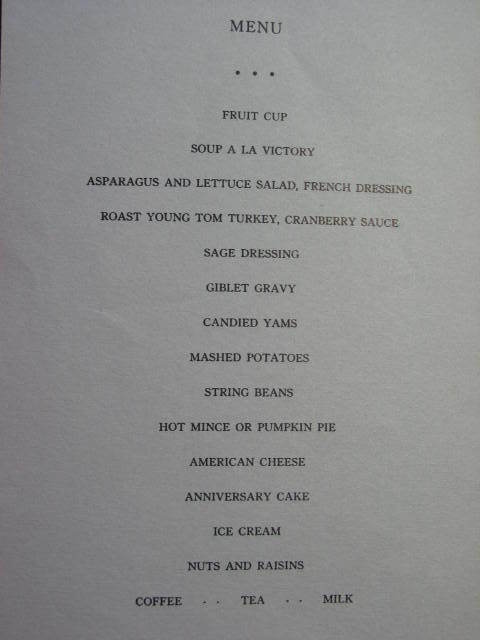 MENU
• • •
FRUIT CUP
SOUP A LA VICTORY
ASPARAGUS AND LETTUCE SALAD, FRENCH DRESSING
ROAST YOUNG TOM TURKEY, CRANBERRY SAUCE
SAGE DRESSING
GIBLET GRAVY
CANDIED YAMS
MASHED POTATOES
STRING BEANS
HOT MINCE OR PUMPKIN PIE
AMERICAN CHEESE
ANNIVERSARY CAKE
ICE CREAM
NUTS AND RAISINS
COFFEE . . TEA . . MILK